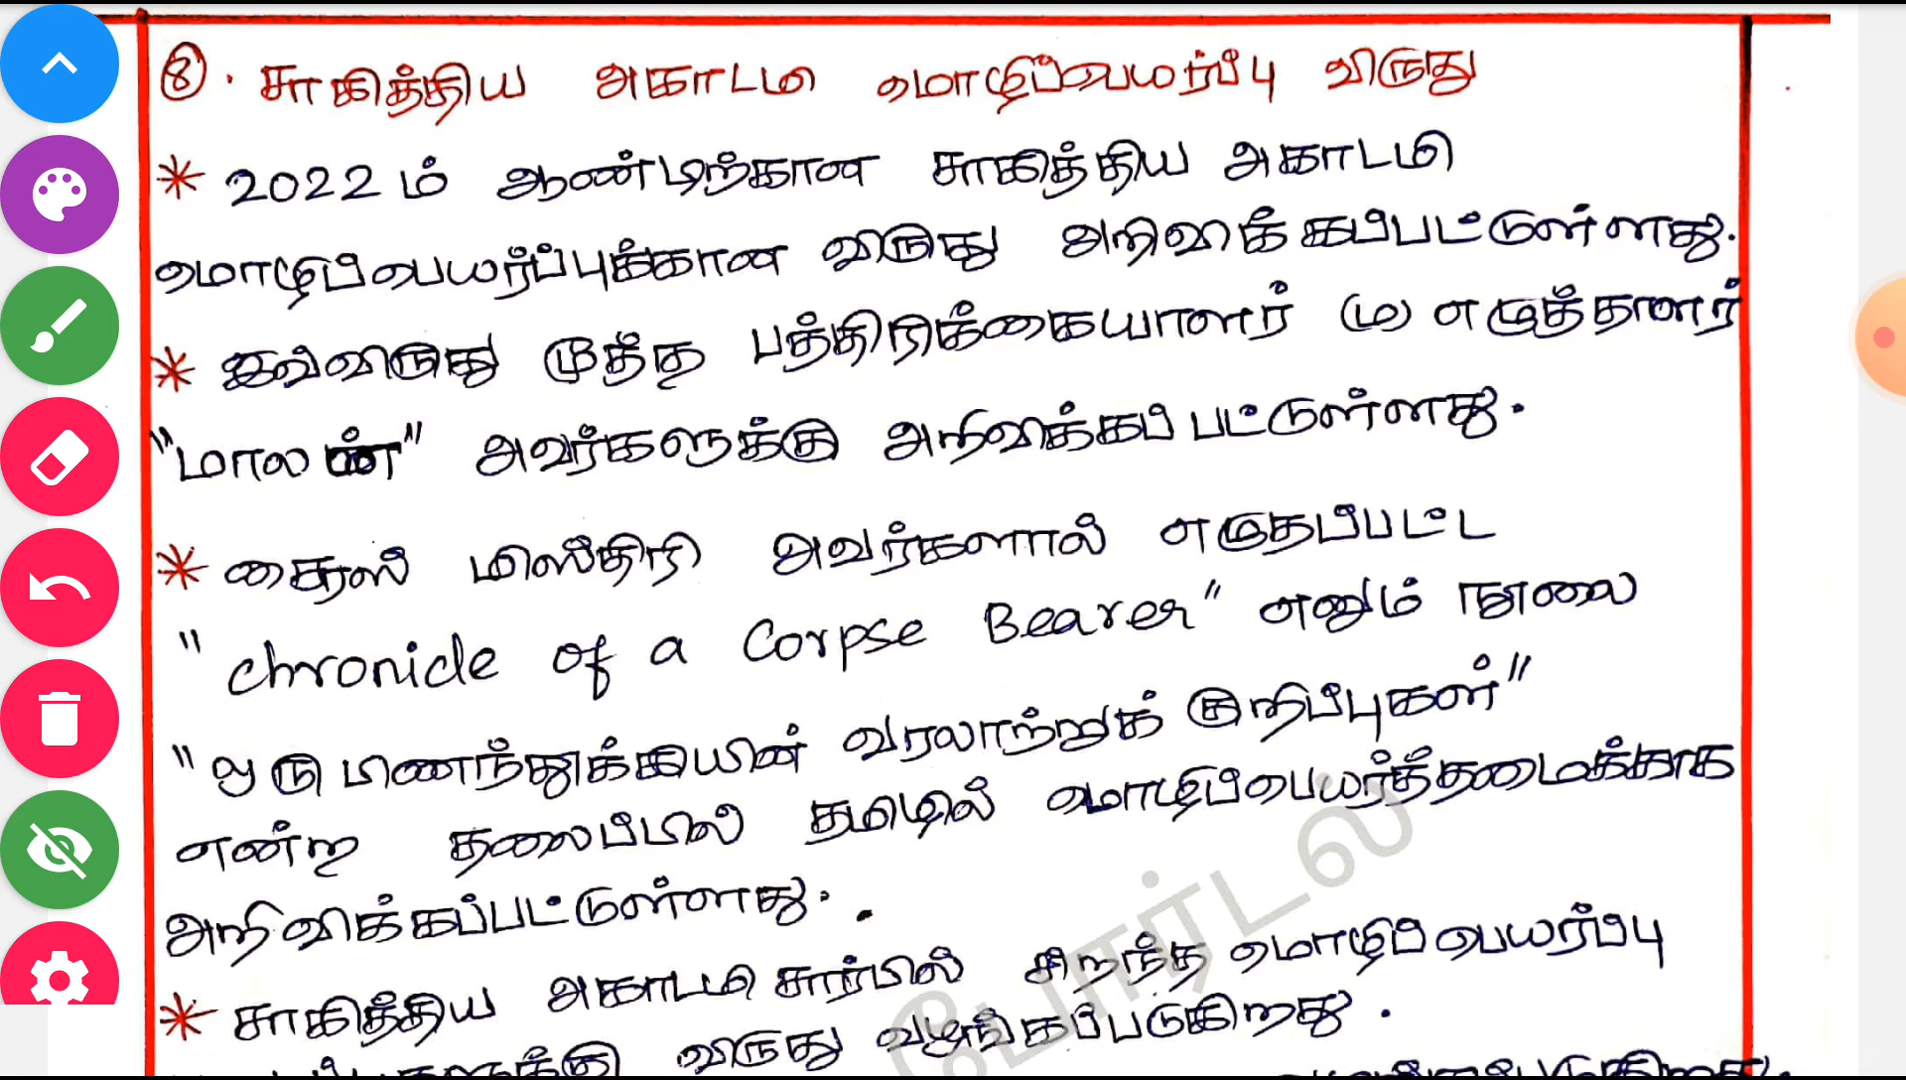 ⑧. சாகித்திய அகாடமி மொழிப்பெயர்ப்பு விருது
* 2022ம் ஆண்டிற்கான சாகித்திய அகாடமி
மொழிப்பெயர்ப்புக்கான விருது அறிவிக்கப்பட்டுள்ளது.
* இவ்விருது மூத்த பத்திரிக்கையாளர் (ம) எழுத்தாளர்
"மாலன்" அவர்களுக்கு அறிவிக்கப்பட்டுள்ளது.
* சைரஸ் மிஸ்திரி அவர்களால் எழுதப்பட்ட
"chronicle of a Corpse Bearer" எனும் நூலை
"ஒரு பிணந்தூக்கியின் வரலாற்றுக் குறிப்புகள்"
என்ற தலைப்பில் தமிழில் மொழிப்பெயர்த்தமைக்காக
அறிவிக்கப்பட்டுள்ளது.
* சாகித்திய அகாடமி சார்பில் சிறந்த மொழிப்பெயர்ப்பு
விருது வழங்கப்படுகிறது.
போர்டல்